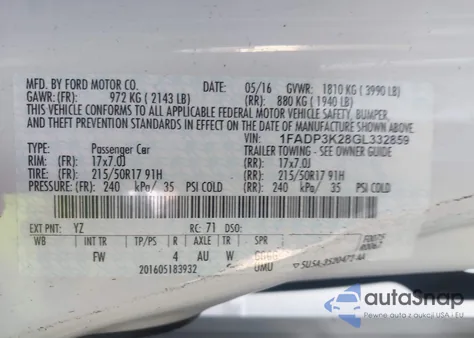 MFD. BY FORD MOTOR CO. DATE: 05/16 GVWR: 1810 KG ( 3990 LB)
GAWR: (FR): 972 KG ( 2143 LB) (RR): 880 KG ( 1940 LB)
THIS VEHICLE CONFORMS TO ALL APPLICABLE FEDERAL MOTOR VEHICLE SAFETY, BUMPER,
AND THEFT PREVENTION STANDARDS IN EFFECT ON THE DATE OF MANUFACTURE SHOWN ABOVE.
VIN: 1FADP3K28GL332859
TYPE: Passenger Car TRAILER TOWING - SEE OWNER GUIDE
RIM: (FR): 17x7.0J (RR): 17x7.0J
TIRE: (FR): 215/50R17 91H (RR): 215/50R17 91H
PRESSURE: (FR): 240 kPa/ 35 PSI COLD (RR): 240 kPa/ 35 PSI COLD
EXT PNT: YZ RC: 71 DSO:
WB INT TR TP/PS R AXLE TR SPR
FW 4 AU W
201605183932
autoSnap
Pewne auta z aukcji USA i EU